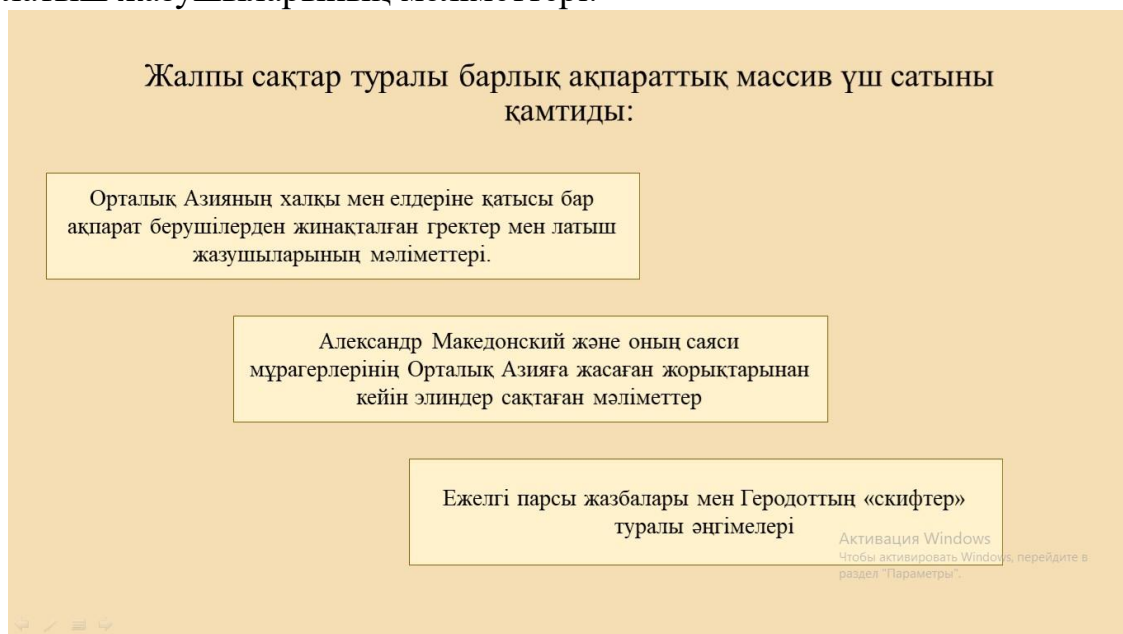 Жалпы сақтар туралы барлық ақпараттық массив үш сатыны
қамтиды:
Орталық Азияның халқы мен елдеріне қатысы бар
ақпарат берушілерден жинақталған гректер мен латыш
жазушыларының мәліметтері.
Александр Македонский және оның саяси
мұрагерлерінің Орталық Азияға жасаған жорықтарынан
кейін элиндер сақтаған мәліметтер
Ежелгі парсы жазбалары мен Геродоттың «скифтер»
туралы әңгімелері
Активация Windows
Чтобы активировать Windows, перейдите в
раздел "Параметры".